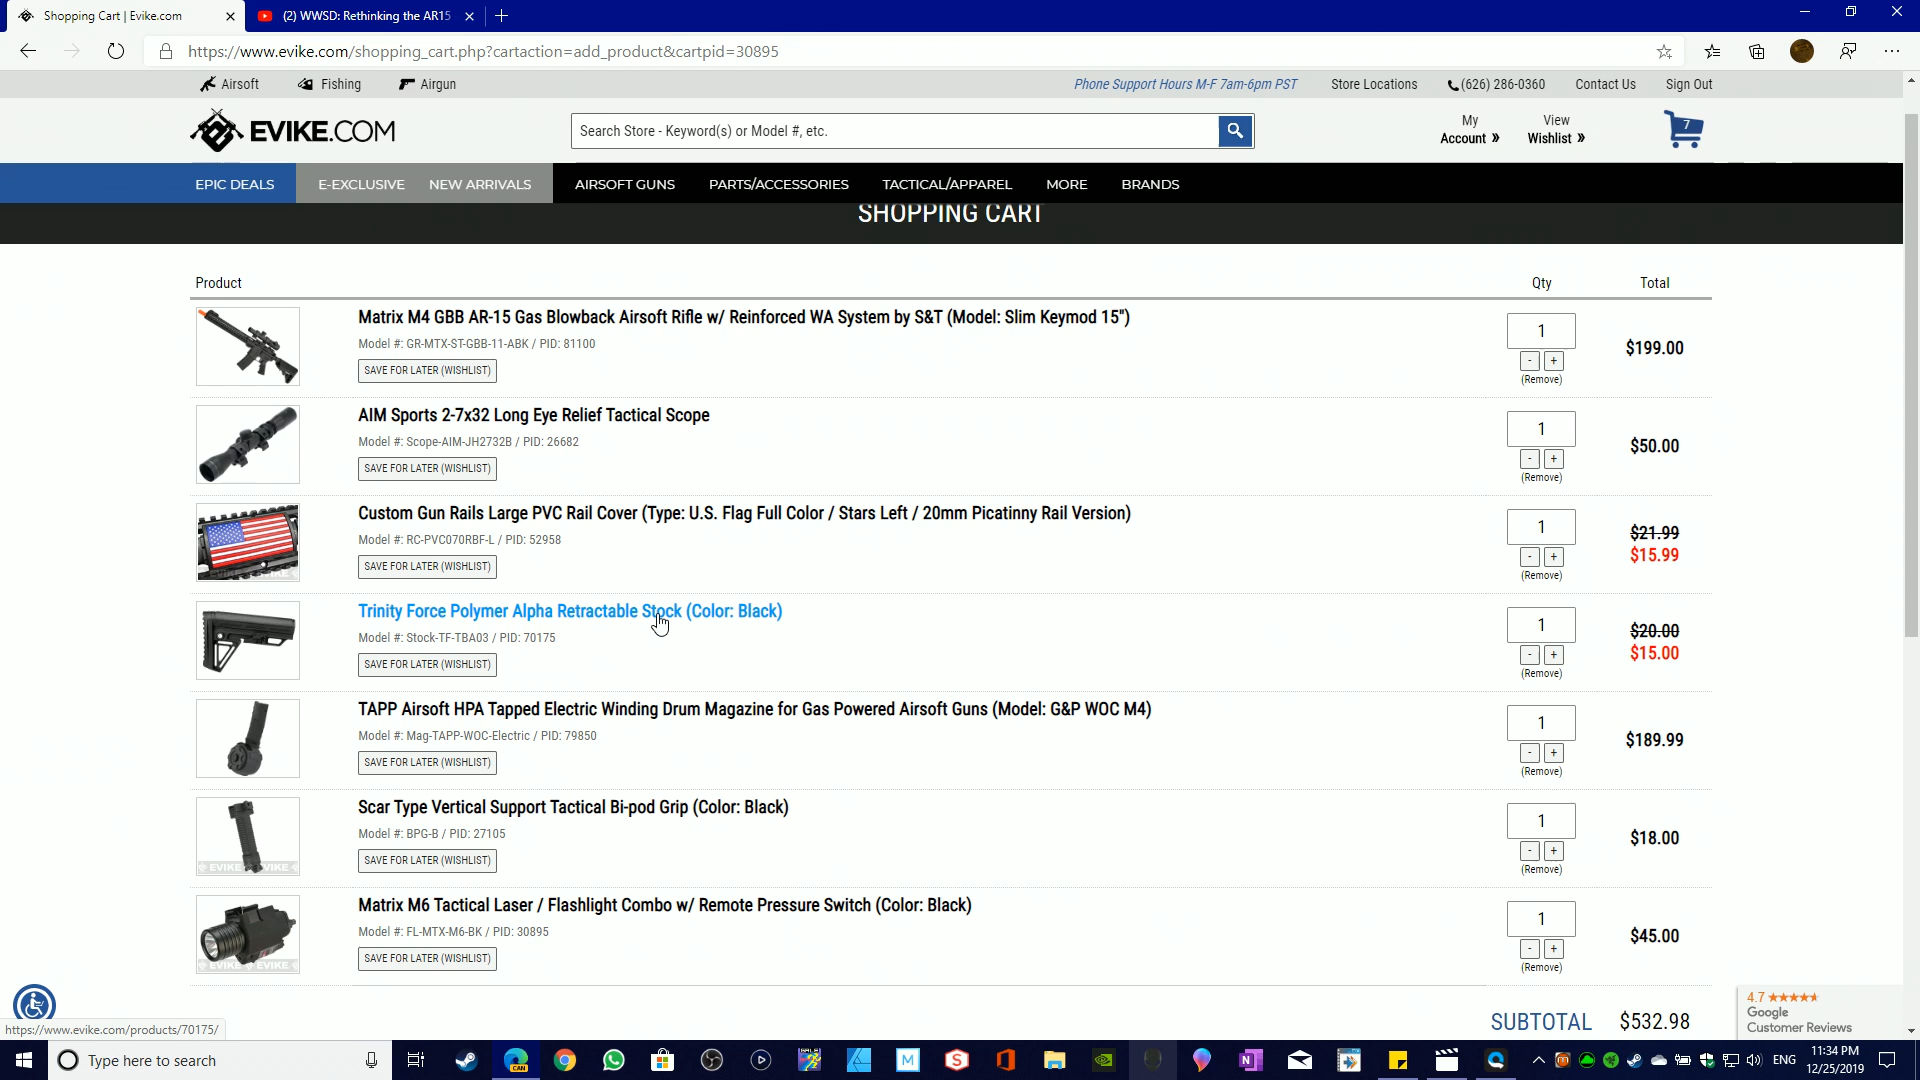 Shopping Cart | Evike.com
(2) WWSD: Rethinking the AR15
https://www.evike.com/shopping_cart.php?cartaction=add_product&cartpid=30895
Airsoft Fishing Airgun
Phone Support Hours M-F 7am-6pm PST Store Locations (626) 286-0360 Contact Us Sign Out
EVIKE.COM
Search Store - Keyword(s) or Model #, etc.
My
Account »
View
Wishlist »
7
EPIC DEALS E-EXCLUSIVE NEW ARRIVALS AIRSOFT GUNS PARTS/ACCESSORIES TACTICAL/APPAREL MORE BRANDS
SHOPPING CART
Product Qty Total
Matrix M4 GBB AR-15 Gas Blowback Airsoft Rifle w/ Reinforced WA System by S&T (Model: Slim Keymod 15")
Model #: GR-MTX-ST-GBB-11-ABK / PID: 81100
SAVE FOR LATER (WISHLIST)
1
- +
(Remove)
$199.00
AIM Sports 2-7x32 Long Eye Relief Tactical Scope
Model #: Scope-AIM-JH2732B / PID: 26682
SAVE FOR LATER (WISHLIST)
1
- +
(Remove)
$50.00
Custom Gun Rails Large PVC Rail Cover (Type: U.S. Flag Full Color / Stars Left / 20mm Picatinny Rail Version)
Model #: RC-PVC070RBF-L / PID: 52958
SAVE FOR LATER (WISHLIST)
1
- +
(Remove)
$21.99
$15.99
Trinity Force Polymer Alpha Retractable Stock (Color: Black)
Model #: Stock-TF-TBA03 / PID: 70175
SAVE FOR LATER (WISHLIST)
1
- +
(Remove)
$20.00
$15.00
TAPP Airsoft HPA Tapped Electric Winding Drum Magazine for Gas Powered Airsoft Guns (Model: G&P WOC M4)
Model #: Mag-TAPP-WOC-Electric / PID: 79850
SAVE FOR LATER (WISHLIST)
1
- +
(Remove)
$189.99
Scar Type Vertical Support Tactical Bi-pod Grip (Color: Black)
Model #: BPG-B / PID: 27105
SAVE FOR LATER (WISHLIST)
1
- +
(Remove)
$18.00
EVIKE EVIKE
Matrix M6 Tactical Laser / Flashlight Combo w/ Remote Pressure Switch (Color: Black)
Model #: FL-MTX-M6-BK / PID: 30895
SAVE FOR LATER (WISHLIST)
1
- +
(Remove)
$45.00
EVIKE EVIKE
SUBTOTAL $532.98
4.7
Google
Customer Reviews
https://www.evike.com/products/70175/
Type here to search
CAN
ENG
11:34 PM
12/25/2019